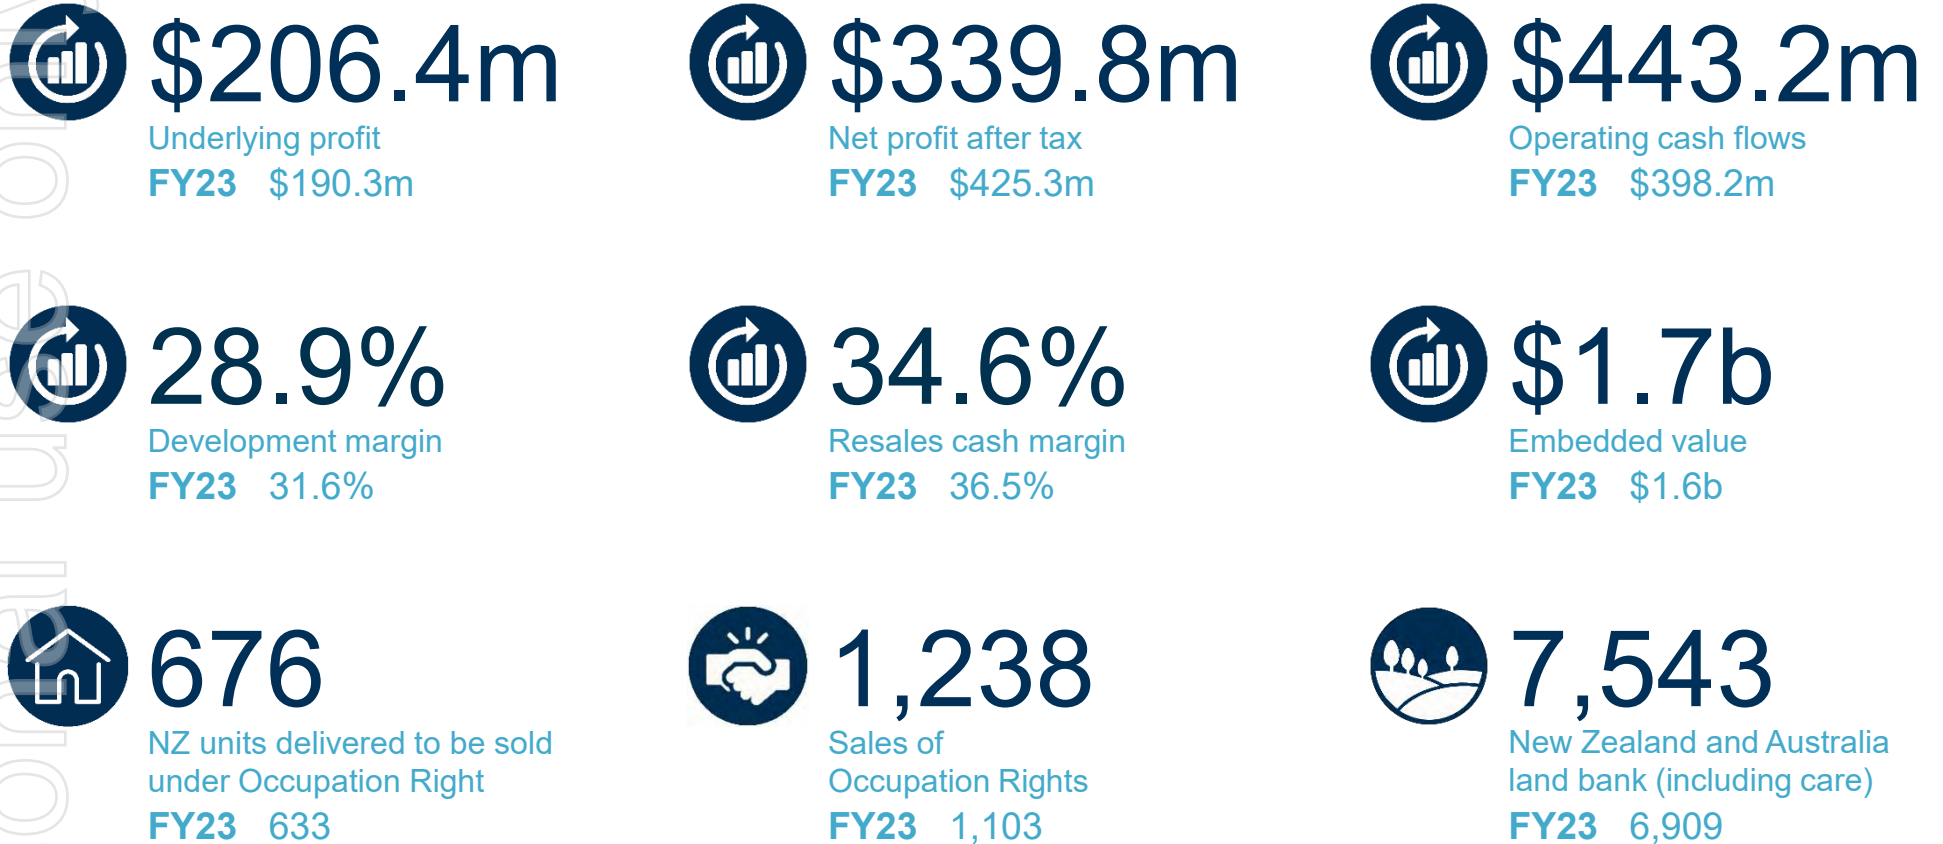 $206.4m
Underlying profit
FY23 $190.3m
$339.8m
Net profit after tax
FY23 $425.3m
$443.2m
Operating cash flows
FY23 $398.2m
28.9%
Development margin
FY23 31.6%
34.6%
Resales cash margin
FY23 36.5%
$1.7b
Embedded value
FY23 $1.6b
676
NZ units delivered to be sold
under Occupation Right
FY23 633
1,238
Sales of
Occupation Rights
FY23 1,103
7,543
New Zealand and Australia
land bank (including care)
FY23 6,909
use only